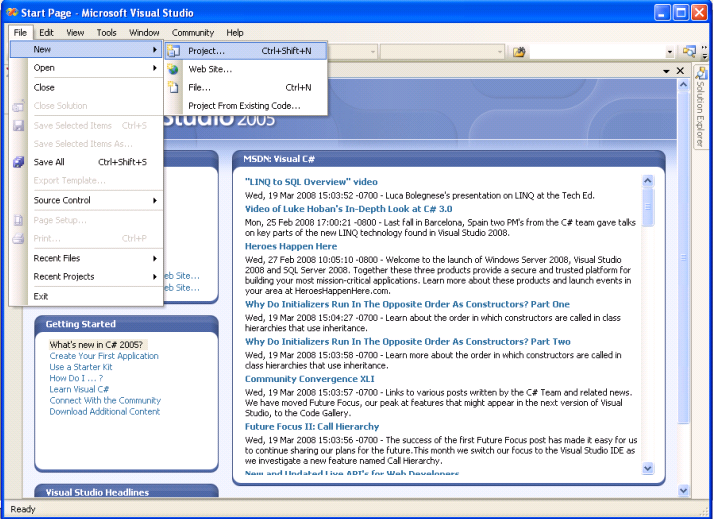 Start Page - Microsoft Visual Studio
File Edit View Tools Window Community Help
New
Project... Ctrl+Shift+N
Open
Web Site...
Close
File... Ctrl+N
Close Solution
Project From Existing Code...
Save Selected Items Ctrl+S
Studio 2005
Save Selected Items As...
Save All Ctrl+Shift+S
Export Template...
Source Control
Page Setup...
Print... Ctrl+P
Recent Files
Recent Projects
Exit
eb Site...
eb Site...
Solution Explorer
MSDN: Visual C#
"LINQ to SQL Overview" video
Wed, 19 Mar 2008 15:03:52 -0700 - Luca Bolegnese's presentation on LINQ at the Tech Ed.
Video of Luke Hoban's In-Depth Look at C# 3.0
Mon, 25 Feb 2008 17:00:21 -0800 - Last fall in Barcelona, Spain two PM's from the C# team gave talks
on key parts of the new LINQ technology found in Visual Studio 2008.
Heroes Happen Here
Wed, 27 Feb 2008 10:05:10 -0800 - Welcome to the launch of Windows Server 2008, Visual Studio
2008 and SQL Server 2008. Together these three products provide a secure and trusted platform for
building your most mission-critical applications. Learn more about these products and launch events in
your area at HeroesHappenHere.com.
Why Do Initializers Run In The Opposite Order As Constructors? Part One
Wed, 19 Mar 2008 15:04:27 -0700 - Learn about the order in which constructors are called in class
hierarchies that use inheritance.
Why Do Initializers Run In The Opposite Order As Constructors? Part Two
Wed, 19 Mar 2008 15:03:58 -0700 - Learn more about the order in which constructors are called in
class hierarchies that use inheritance.
Community Convergence XLI
Wed, 19 Mar 2008 15:03:57 -0700 - Links to various posts written by the C# Team and related news.
We have moved Future Focus, our peak at features that might appear in the next version of Visual
Studio, to the Code Gallery.
Future Focus II: Call Hierarchy
Wed, 19 Mar 2008 15:03:56 -0700 - The success of the first Future Focus post has made it easy for us
to continue sharing our plans for the future.This month we switch our focus to the Visual Studio IDE as
we investigate a new feature named Call Hierarchy.
New and Updated Live API's for Web Developers
Getting Started
What's new in C# 2005?
Create Your First Application
Use a Starter Kit
How Do I ... ?
Learn Visual C#
Connect With the Community
Download Additional Content
Visual Studio Headlines
Ready